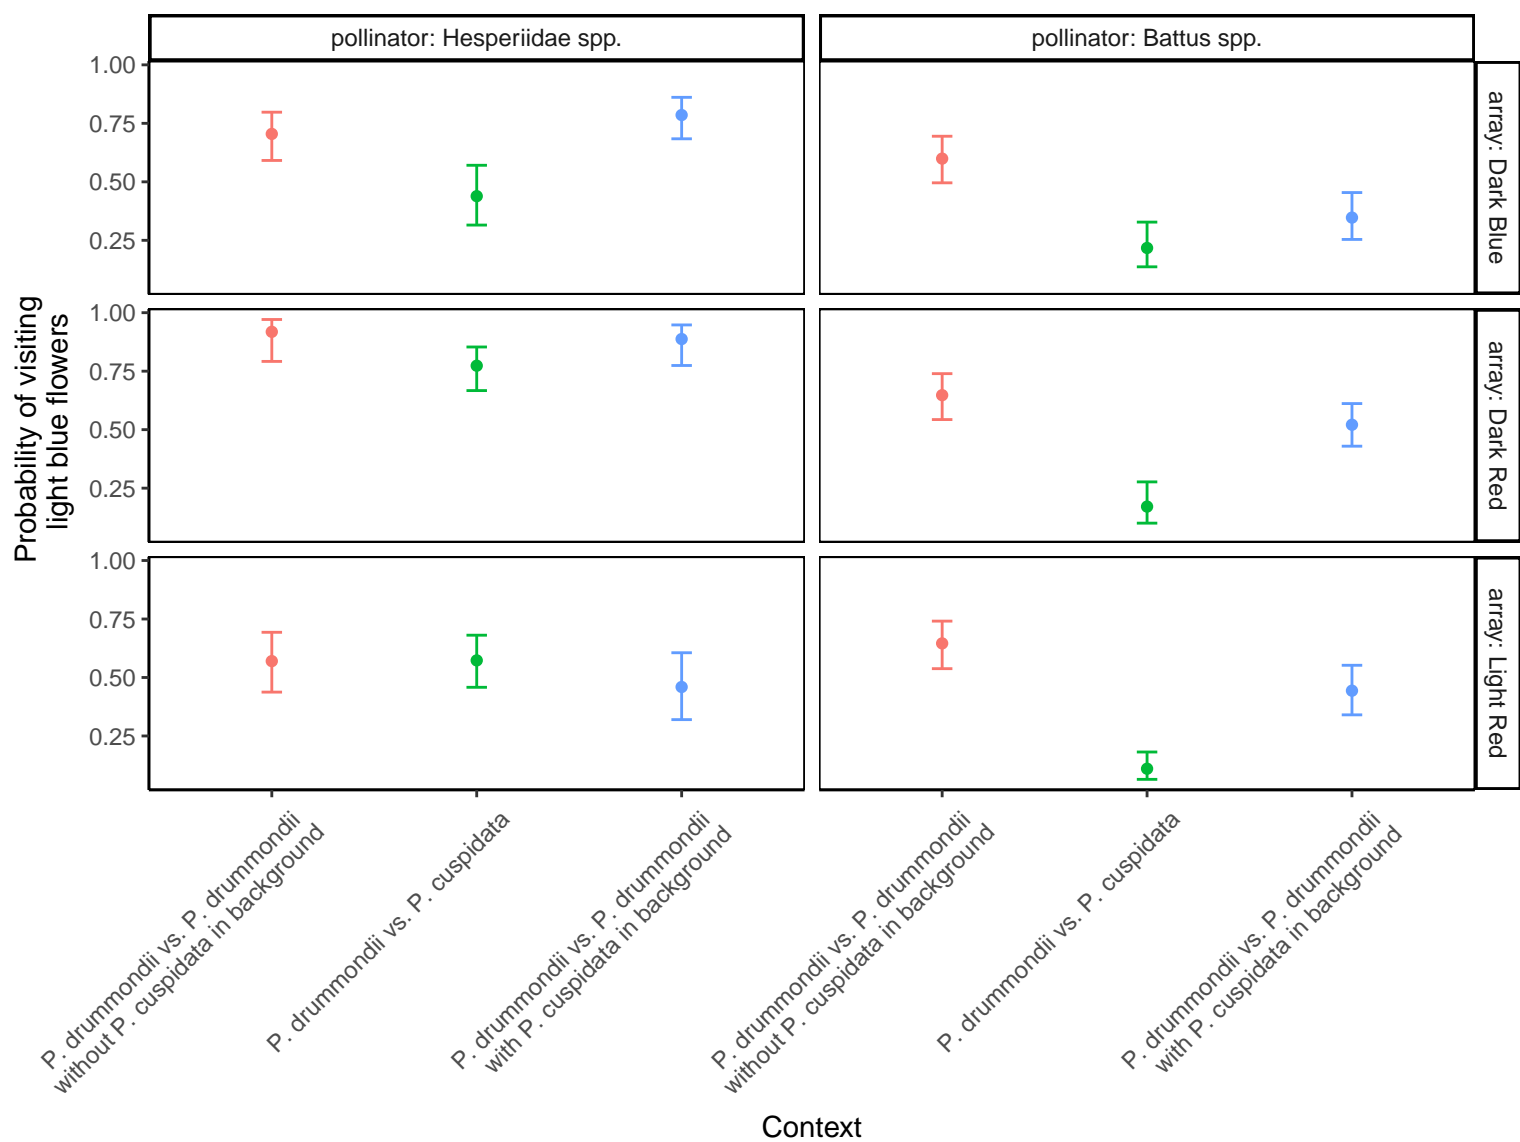 pollinator: Hesperiidae spp.
pollinator: Battus spp.
1.00
0.75
0.50
0.25
array: Dark Blue
1.00
0.75
0.50
0.25
array: Dark Red
1.00
0.75
0.50
0.25
array: Light Red
Probability of visiting
light blue flowers
P. drummondii vs. P. drummondii
without P. cuspidata in background
P. drummondii vs. P. cuspidata
P. drummondii vs. P. drummondii
with P. cuspidata in background
P. drummondii vs. P. drummondii
without P. cuspidata in background
P. drummondii vs. P. cuspidata
P. drummondii vs. P. drummondii
with P. cuspidata in background
Context